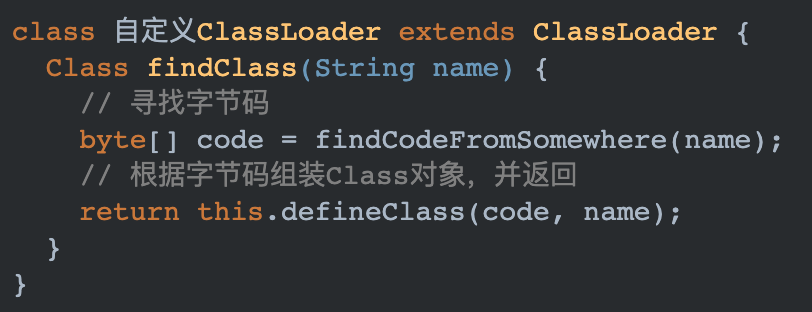 class 自定义ClassLoader extends ClassLoader {
  Class findClass(String name) {
    // 寻找字节码
    byte[] code = findCodeFromSomewhere(name);
    // 根据字节码组装Class对象，并返回
    return this.defineClass(code, name);
  }
}